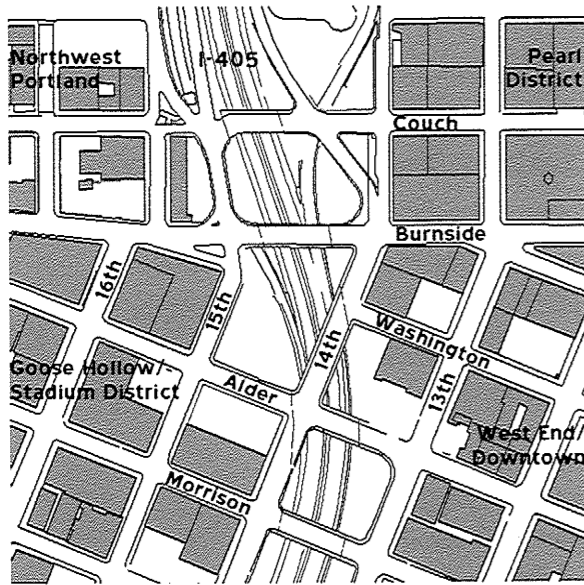 Northwest
Portland
I-405
Pearl
District
Couch
Burnside
16th
15th
14th
Washington
13th
Goose Hollow/-
Stadium District
Alder
West End/
Downtown
Morrison